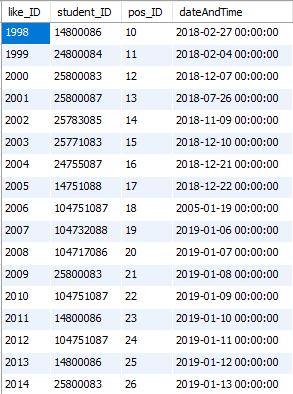 like_ID student_ID pos_ID dateAndTime
1998 14800086 10 2018-02-27 00:00:00
1999 24800084 11 2018-02-04 00:00:00
2000 25800083 12 2018-12-07 00:00:00
2001 25800087 13 2018-07-26 00:00:00
2002 25783085 14 2018-11-09 00:00:00
2003 25771083 15 2018-12-10 00:00:00
2004 24755087 16 2018-12-21 00:00:00
2005 14751088 17 2018-12-22 00:00:00
2006 104751087 18 2005-01-19 00:00:00
2007 104732088 19 2019-01-06 00:00:00
2008 104717086 20 2019-01-07 00:00:00
2009 25800083 21 2019-01-08 00:00:00
2010 104751087 22 2019-01-09 00:00:00
2011 14800086 23 2019-01-10 00:00:00
2012 104751087 24 2019-01-11 00:00:00
2013 14800086 25 2019-01-12 00:00:00
2014 25800083 26 2019-01-13 00:00:00